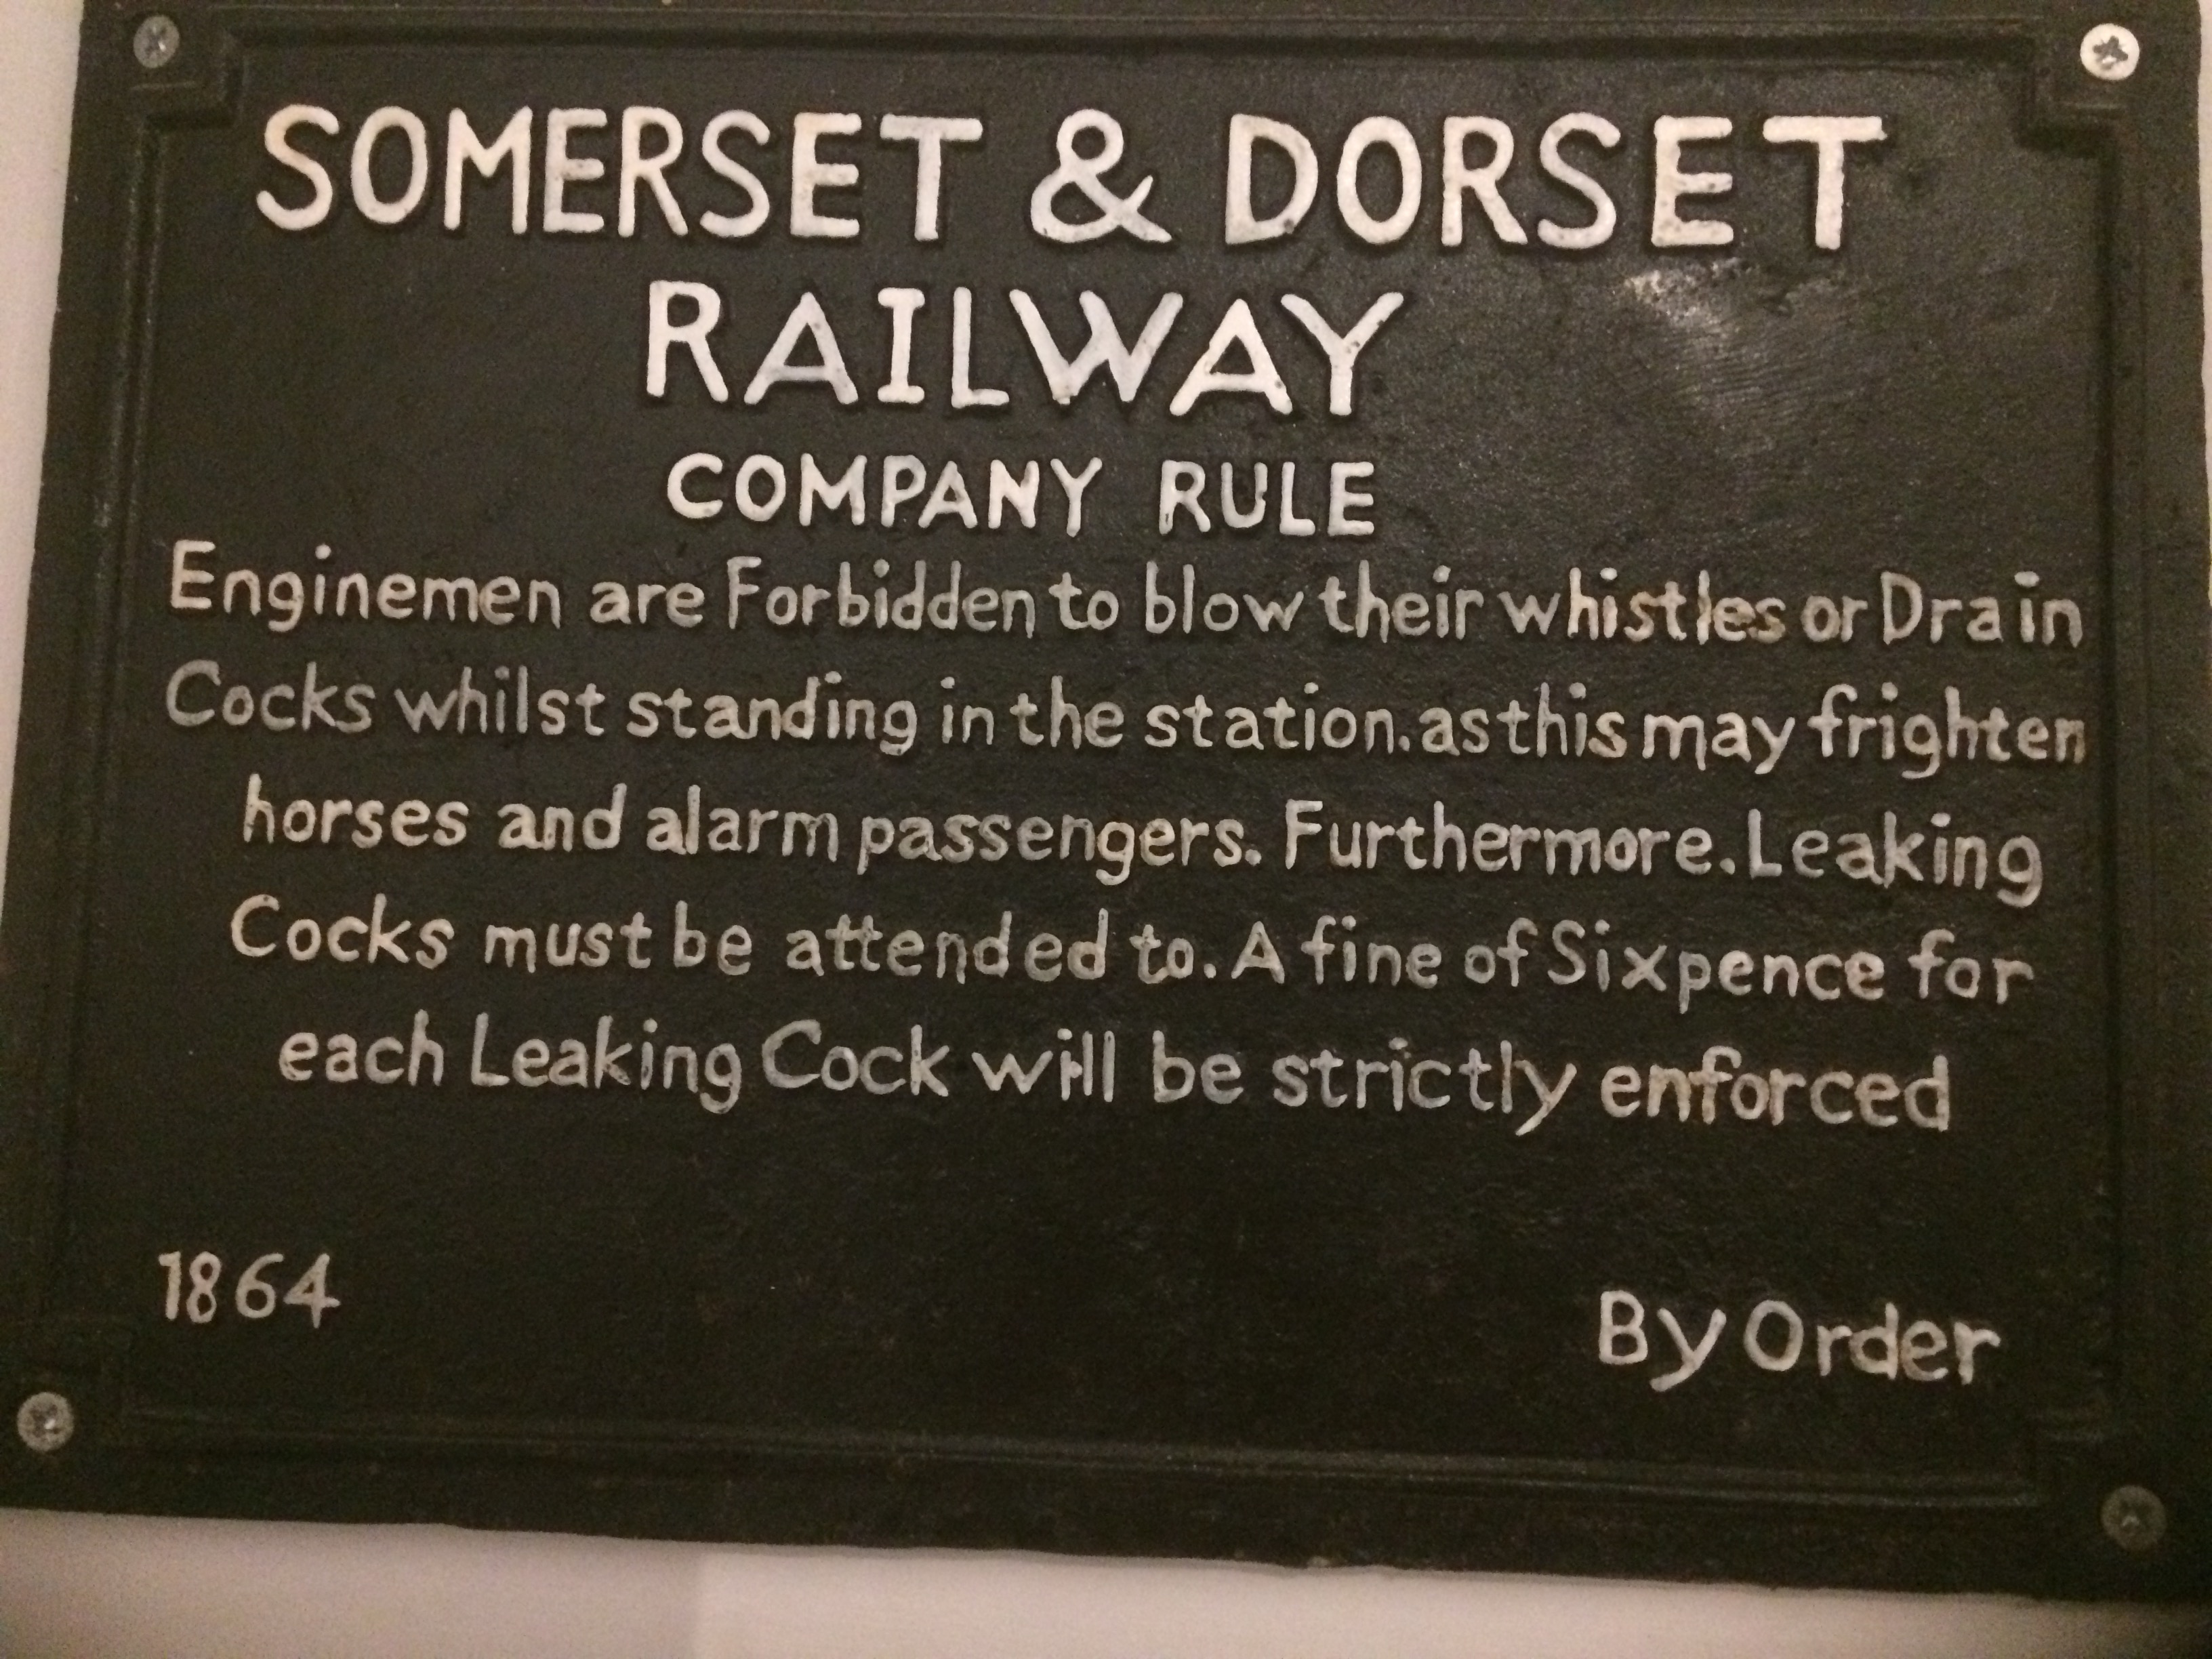 SOMERSET & DORSET
RAILWAY
COMPANY RULE
Enginemen are Forbidden to blow their whistles or Drain
Cocks whilst standing in the station. as this may frighten
horses and alarm passengers. Furthermore. Leaking
Cocks must be attended to. A fine of Sixpence for
each Leaking Cock will be strictly enforced
1864
By Order